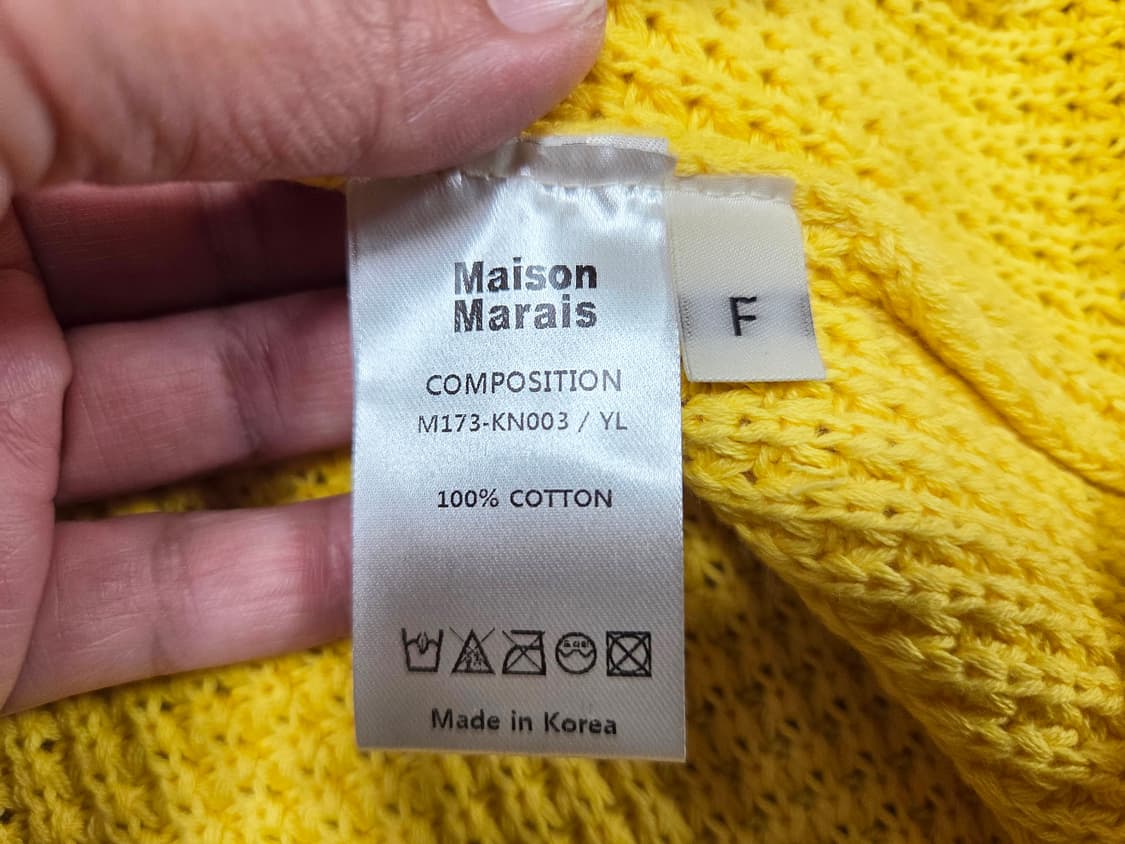 Maison
Marais
COMPOSITION
M173-KN003 / YL
100% COTTON
Made in Korea
F